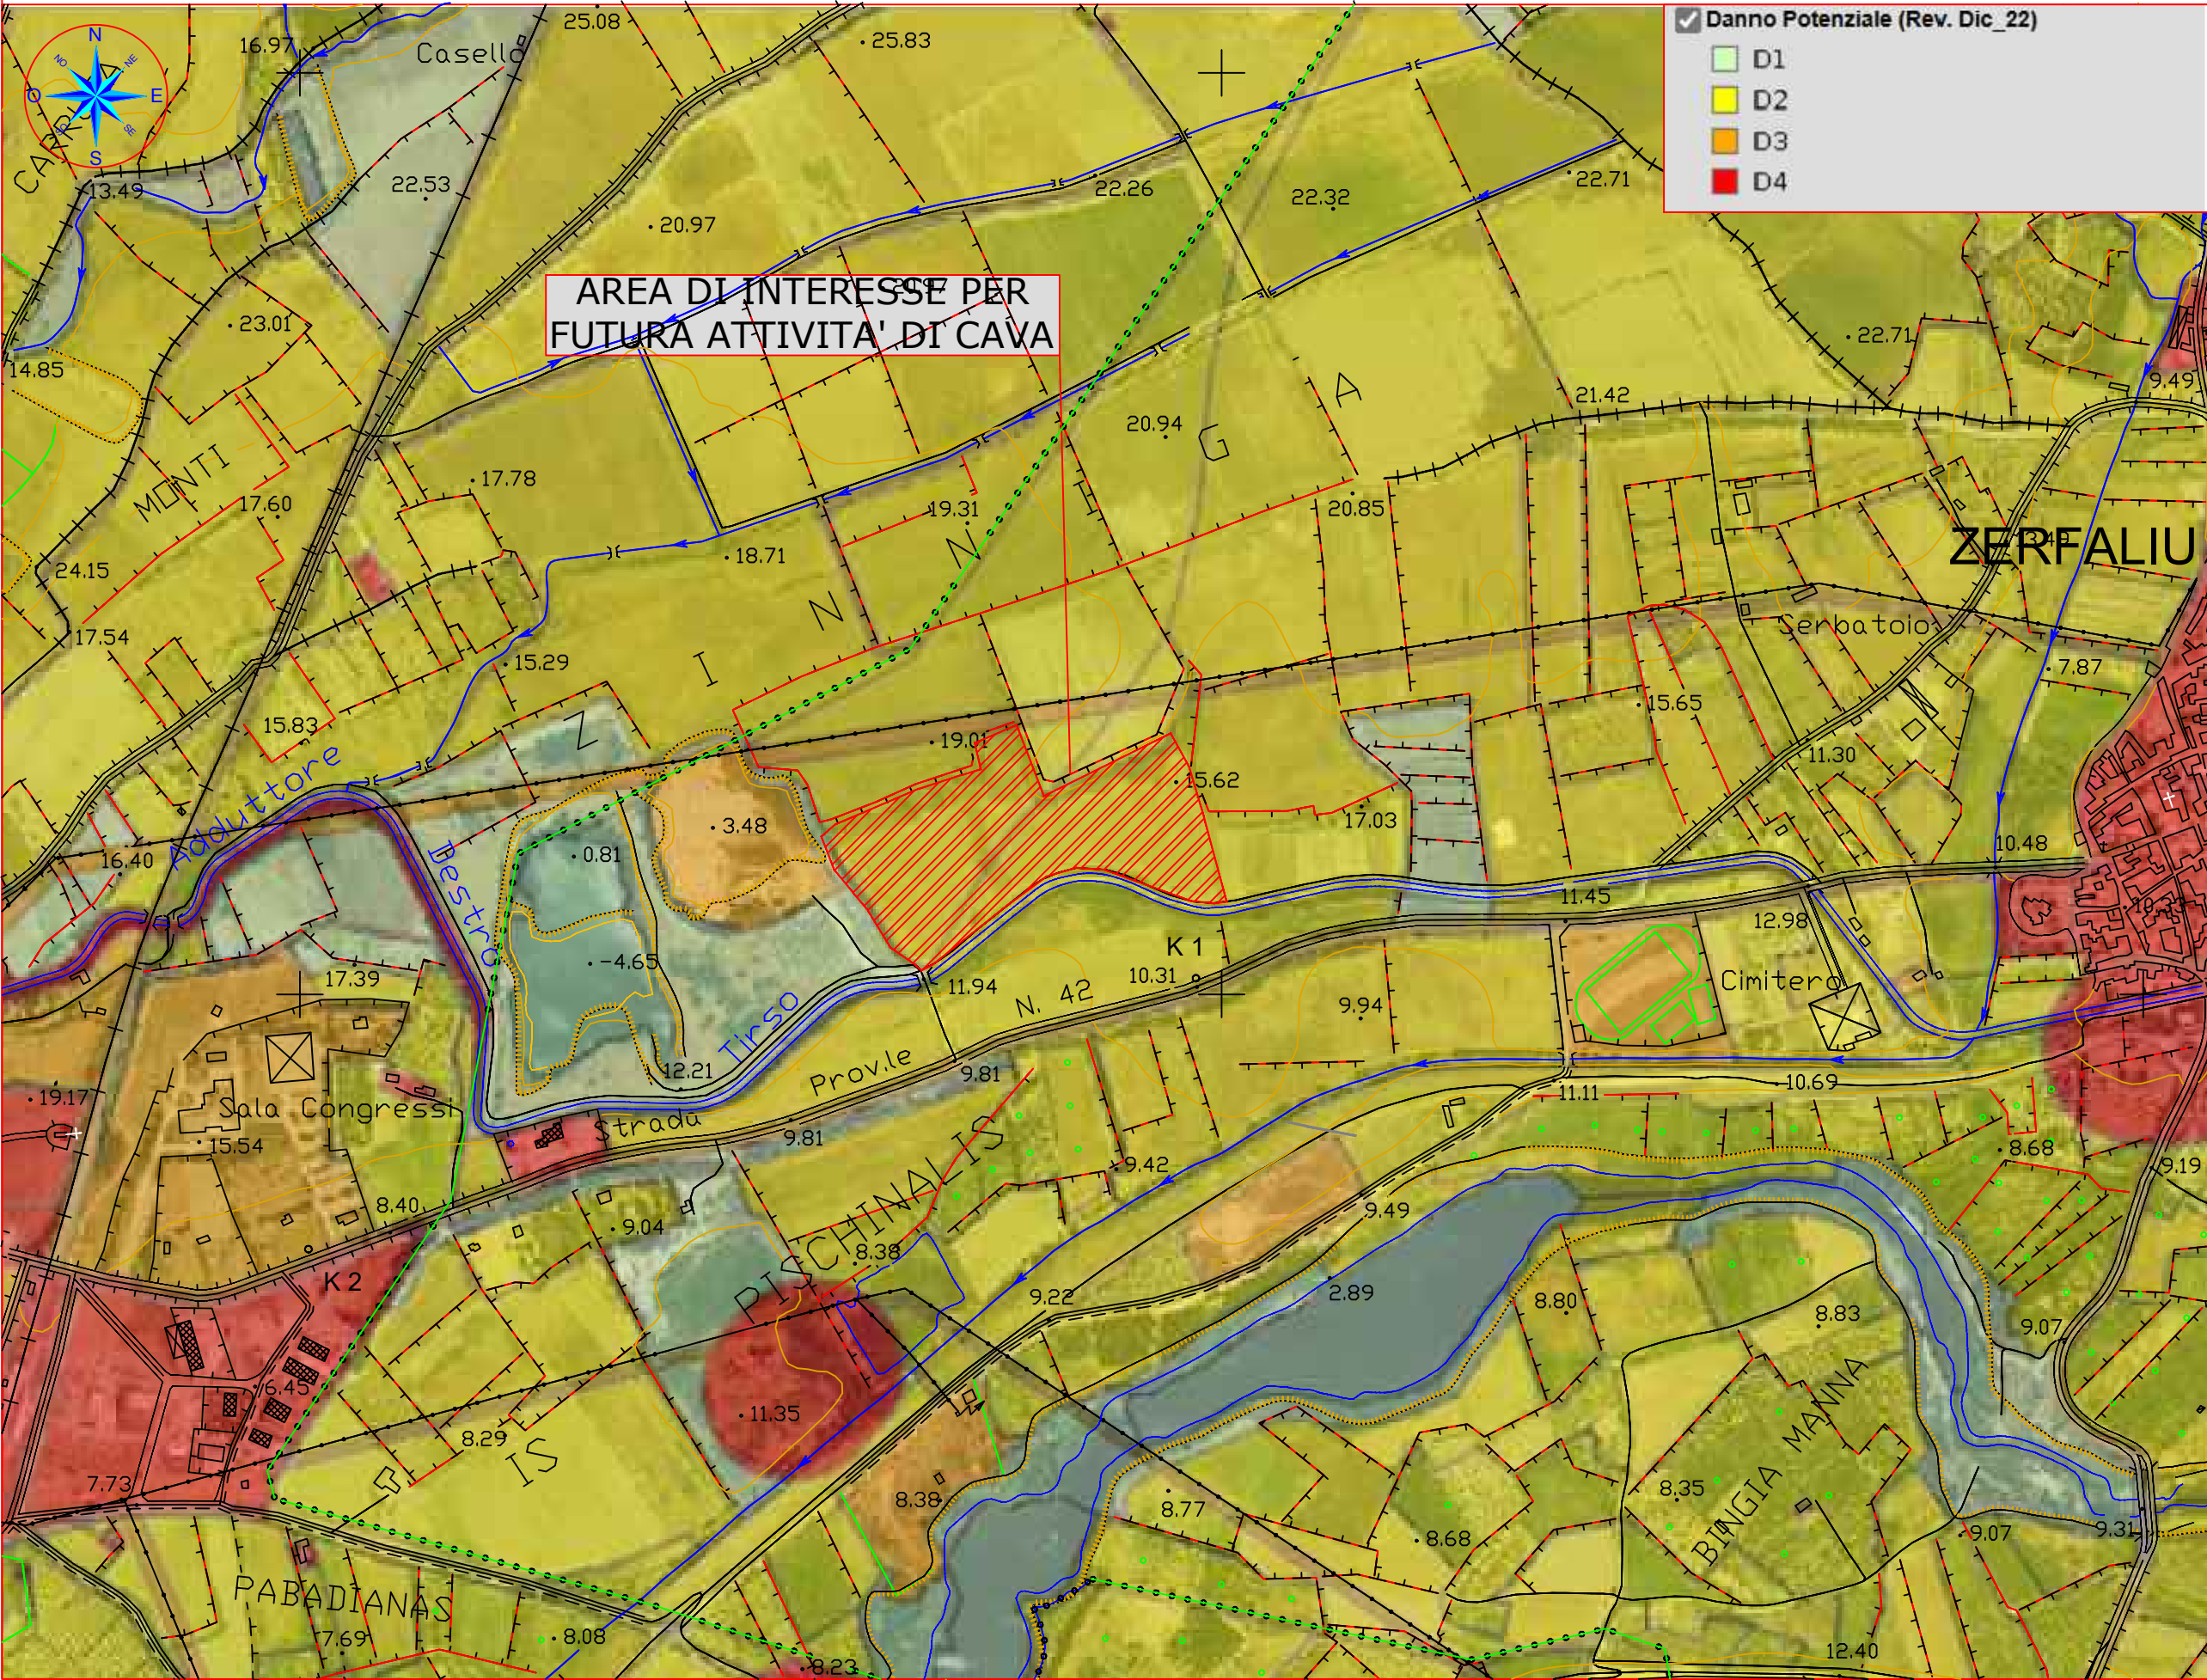 Danno Potenziale (Rev. Dic_22)
D1
D2
D3
D4
N
NO
NE
O
E
SE
S
16.97
Casello
25.08
25.83
13.49
22.53
22.26
22.32
22.71
20.97
AREA DI INTERESSE PER
FUTURA ATTIVITA' DI CAVA
20.97
23.01
14.85
22.71
9.49
21.42
20.94
A
G
MONTI
17.78
17.60
19.31
20.85
N
18.71
24.15
ZERFALIU
17.54
N
Serbatoio
15.29
I
7.87
15.83
Z
15.65
19.01
11.30
15.62
Adduttore
3.48
17.03
0.81
16.40
10.48
Destro
11.45
12.98
K 1
-4.65
17.39
10.31
11.94
N. 42
9.94
Cimitero
Tirso
12.21
Prov.le
9.81
10.69
11.11
19.17
Sala Congressi
Strada
9.81
15.54
8.68
9.42
9.19
PISCHINALIS
8.40
9.04
9.49
8.38
K 2
2.89
9.22
8.80
8.83
9.07
6.45
11.35
8.29
IS
BINGIA MANNA
7.73
8.38
8.77
8.35
8.68
9.07
9.31
PABADIANAS
7.69
8.08
8.23
12.40